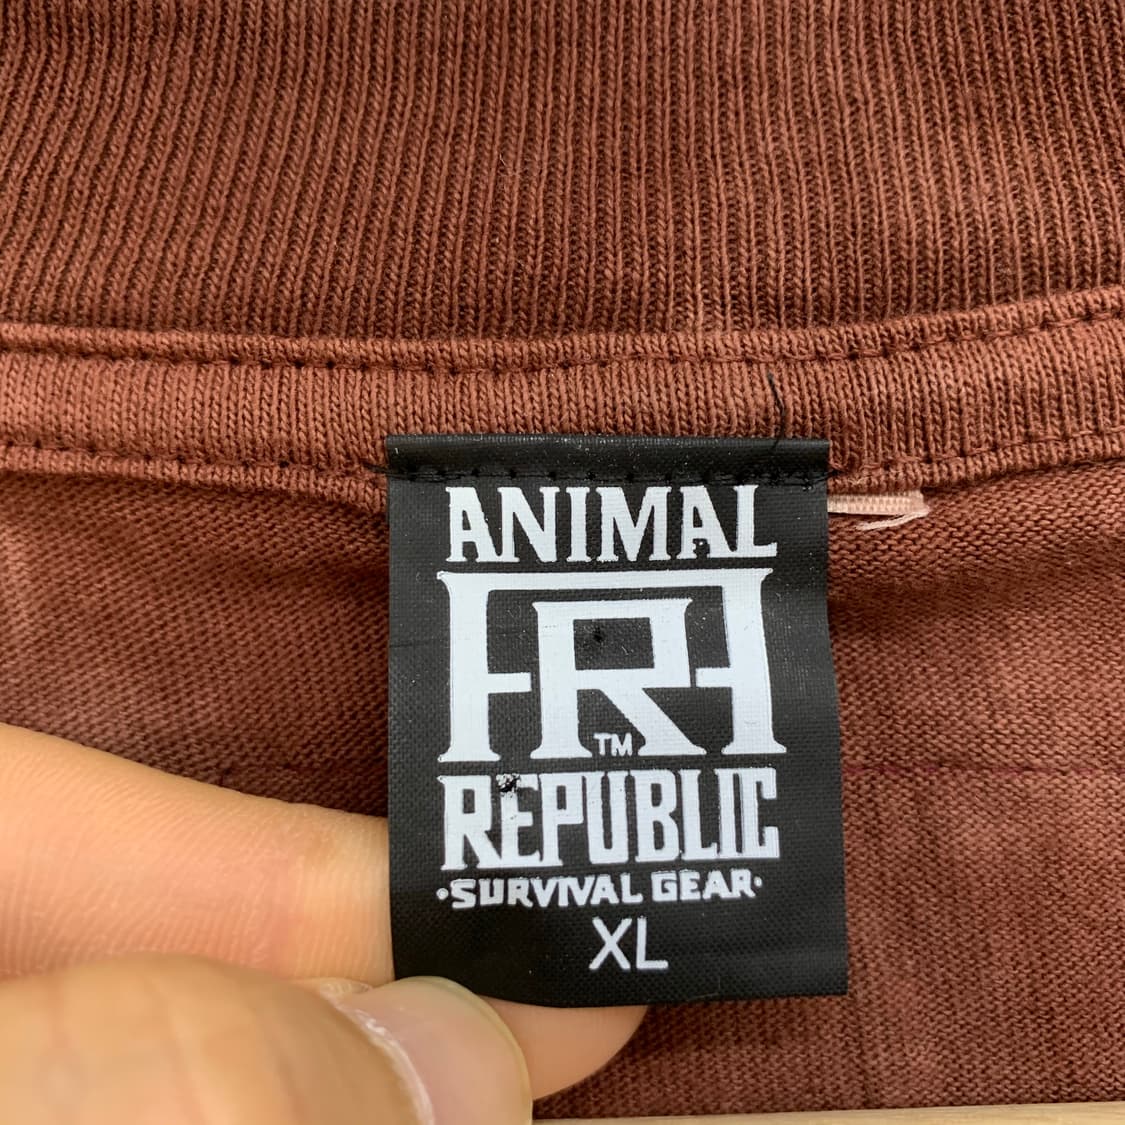 ANIMAL
AR
TM
REPUBLIC
·SURVIVAL GEAR·
XL